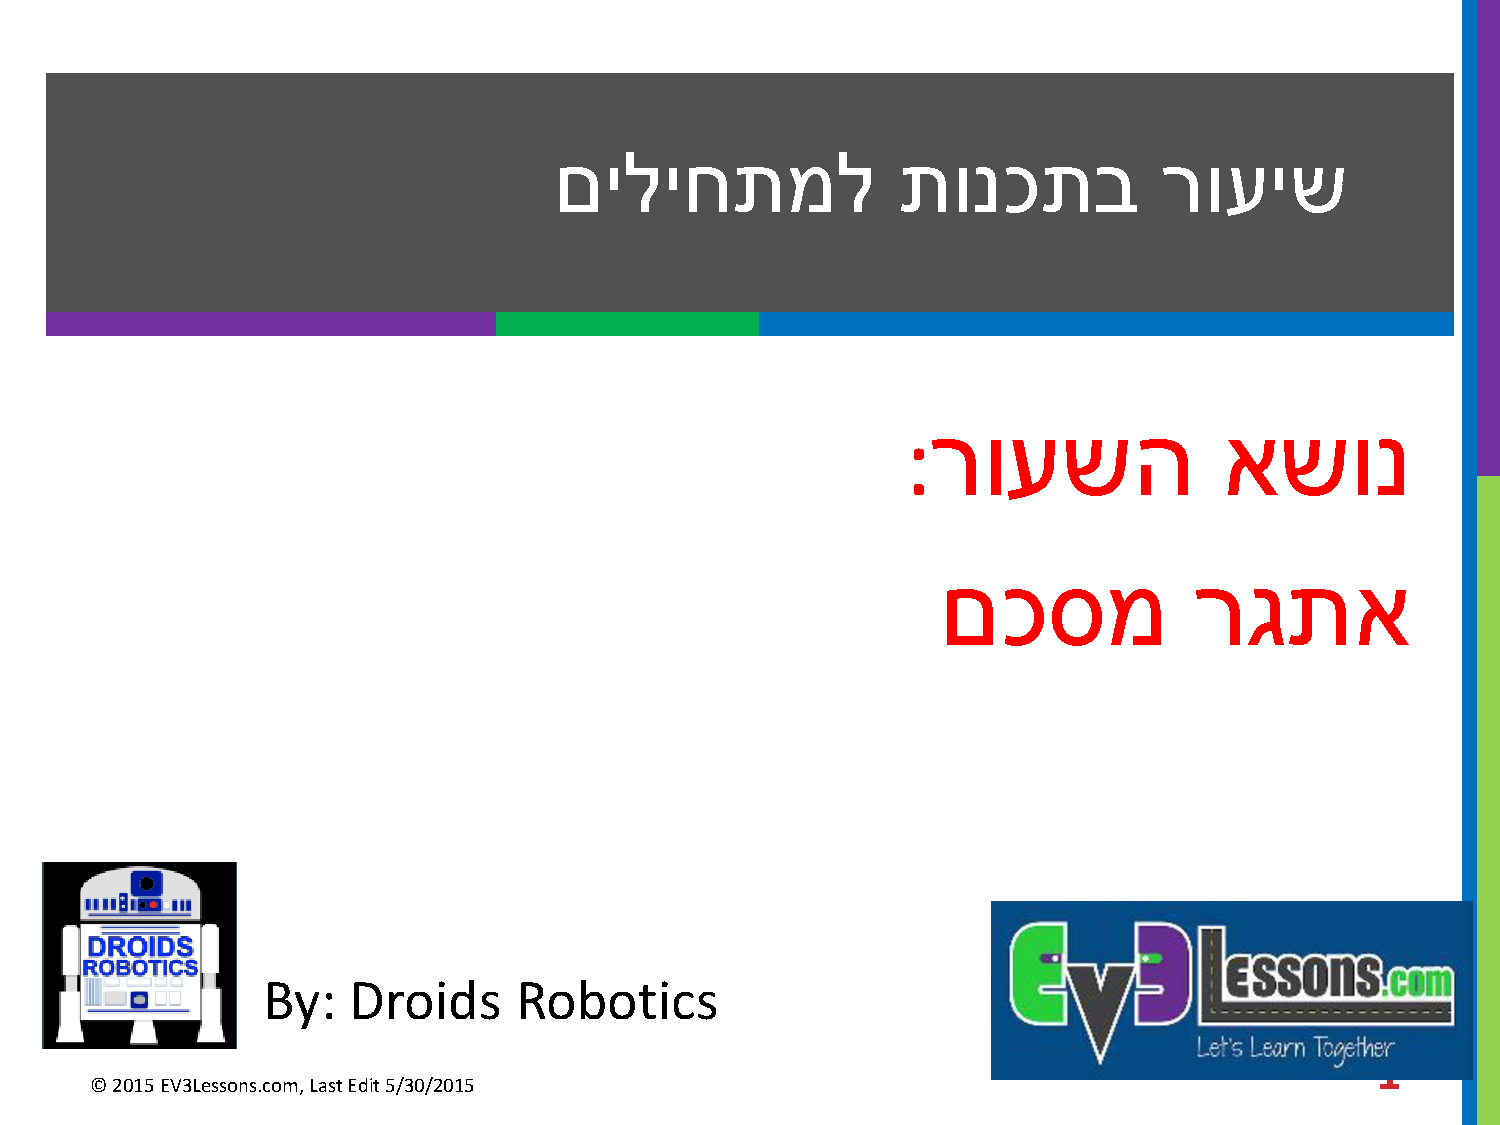 שיעור בתכנות למתחילים
נושא השעור:
אתגר מסכם
DROIDS
ROBOTICS
By: Droids Robotics
EV3Lessons.com
Let's Learn Together
© 2015 EV3Lessons.com, Last Edit 5/30/2015
1